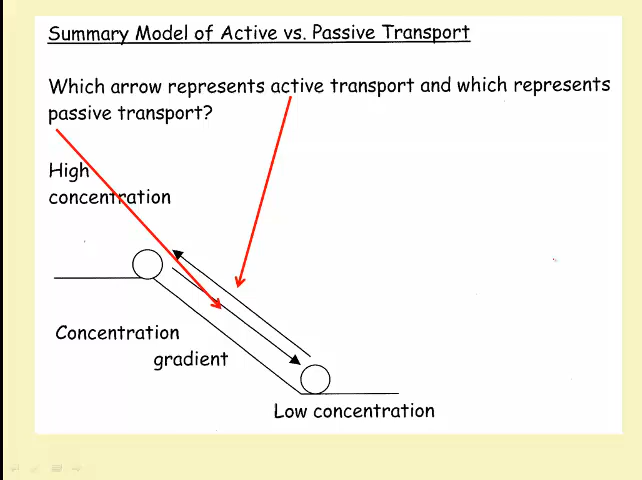 Summary Model of Active vs. Passive Transport
Which arrow represents active transport and which represents
passive transport?
High
concentration
Concentration
gradient
Low concentration